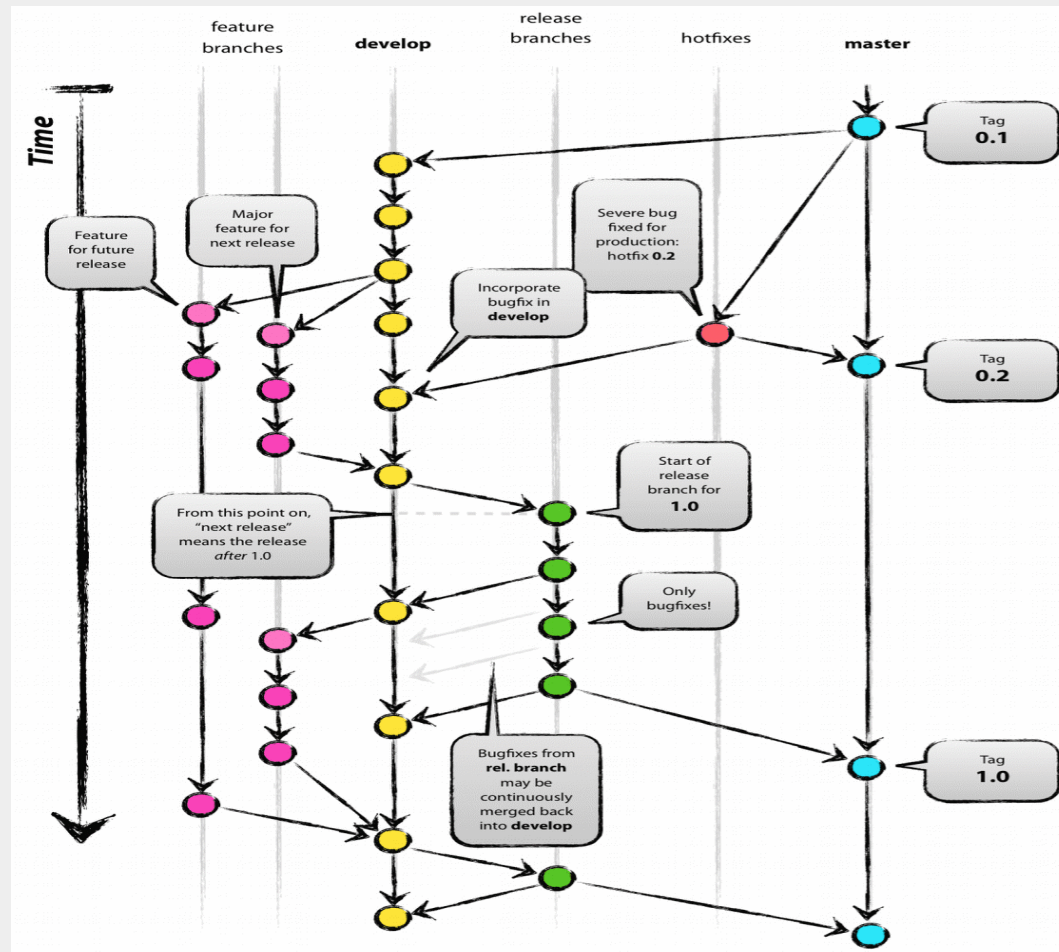 feature
branches
develop
release
branches
hotfixes
master
Time
Tag
0.1
Feature
for future
release
Major
feature for
next release
Severe bug
fixed for
production:
hotfix 0.2
Incorporate
bugfix in
develop
Tag
0.2
Start of
release
branch for
1.0
From this point on,
“next release”
means the release
after 1.0
Only
bugfixes!
Bugfixes from
rel. branch
may be
continuously
merged back
into develop
Tag
1.0